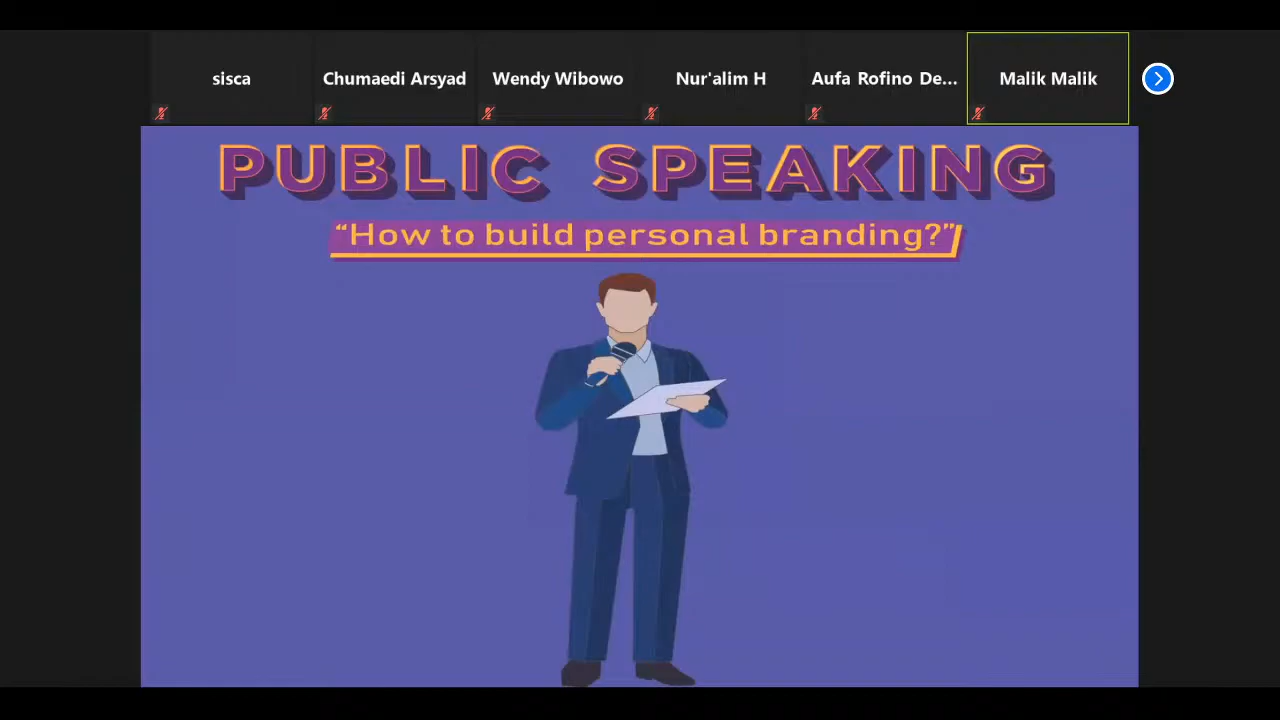 sisca Chumaedi Arsyad Wendy Wibowo Nur'alim H Aufa Rofino De... Malik Malik
PUBLIC SPEAKING
“How to build personal branding?”